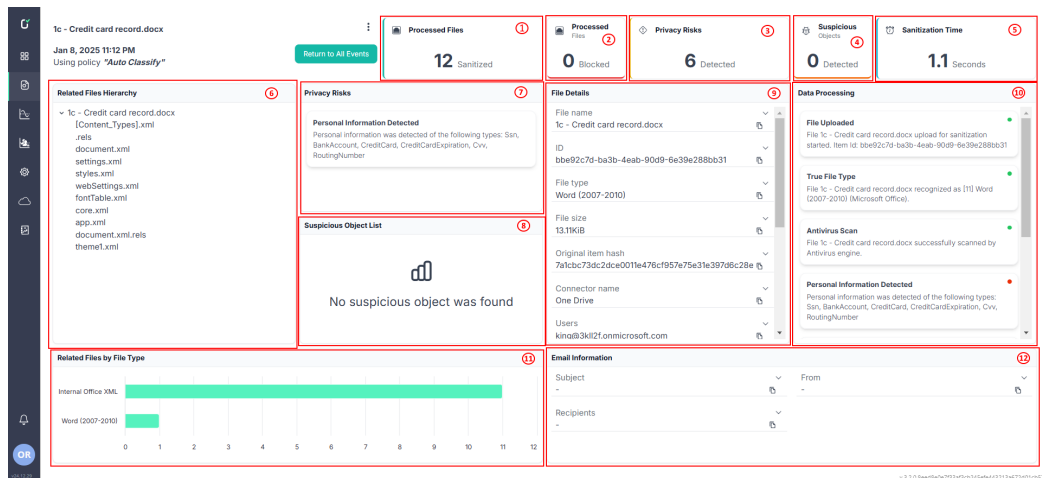 1c - Credit card record.docx
Jan 8, 2025 11:12 PM
Using policy "Auto Classify"
Return to All Events
Processed Files
1
12 Sanitized
Processed
Files
2
0 Blocked
Privacy Risks
3
6 Detected
Suspicious
Objects
4
0 Detected
Sanitization Time
5
1.1 Seconds
Related Files Hierarchy
6
1c - Credit card record.docx
[Content_Types].xml
.rels
document.xml
settings.xml
styles.xml
webSettings.xml
fontTable.xml
core.xml
app.xml
document.xml.rels
theme1.xml
Privacy Risks
7
Personal Information Detected
Personal information was detected of the following types: Ssn,
BankAccount, CreditCard, CreditCardExpiration, Cvv,
RoutingNumber
Suspicious Object List
8
No suspicious object was found
File Details
9
File name
1c - Credit card record.docx
ID
bbe92c7d-ba3b-4eab-90d9-6e39e288bb31
File type
Word (2007-2010)
File size
13.11KiB
Original item hash
7a1cbc73dc2dce0011e476cf957e75e31e397d6c28e
Connector name
One Drive
Users
king@3kll2f.onmicrosoft.com
Data Processing
10
File Uploaded
File 1c - Credit card record.docx upload for sanitization
started. Item Id: bbe92c7d-ba3b-4eab-90d9-6e39e288bb31
True File Type
File 1c - Credit card record.docx recognized as [11] Word
(2007-2010) (Microsoft Office).
Antivirus Scan
File 1c - Credit card record.docx successfully scanned by
Antivirus engine.
Personal Information Detected
Personal information was detected of the following types:
Ssn, BankAccount, CreditCard, CreditCardExpiration, Cvv,
RoutingNumber
Related Files by File Type
11
Internal Office XML
Word (2007-2010)
0 1 2 3 4 5 6 7 8 9 10 11 12
Email Information
12
Subject
-
From
-
Recipients
-
OR